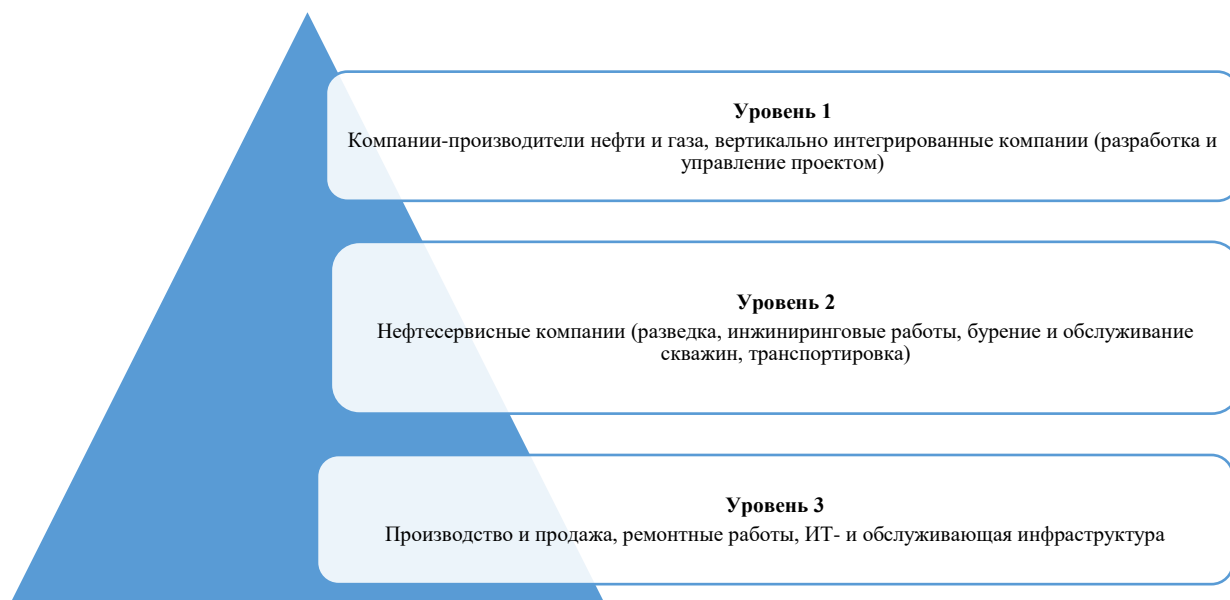 Уровень 1
Компании-производители нефти и газа, вертикально интегрированные компании (разработка и
управление проектом)
Уровень 2
Нефтесервисные компании (разведка, инжиниринговые работы, бурение и обслуживание
скважин, транспортировка)
Уровень 3
Производство и продажа, ремонтные работы, ИТ- и обслуживающая инфраструктура